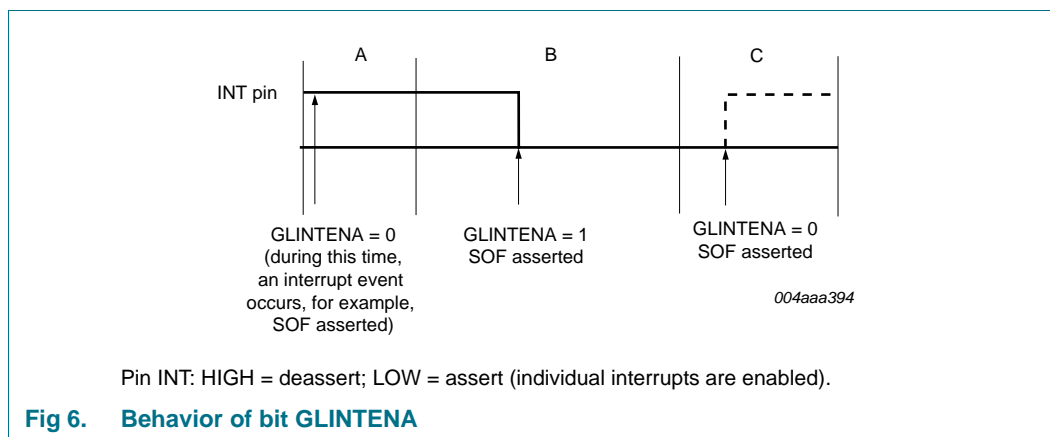 A B C
INT pin
GLINTENA = 0
(during this time,
an interrupt event
occurs, for example,
SOF asserted)
GLINTENA = 1
SOF asserted
GLINTENA = 0
SOF asserted
004aaa394
Pin INT: HIGH = deassert; LOW = assert (individual interrupts are enabled).
Fig 6. Behavior of bit GLINTENA